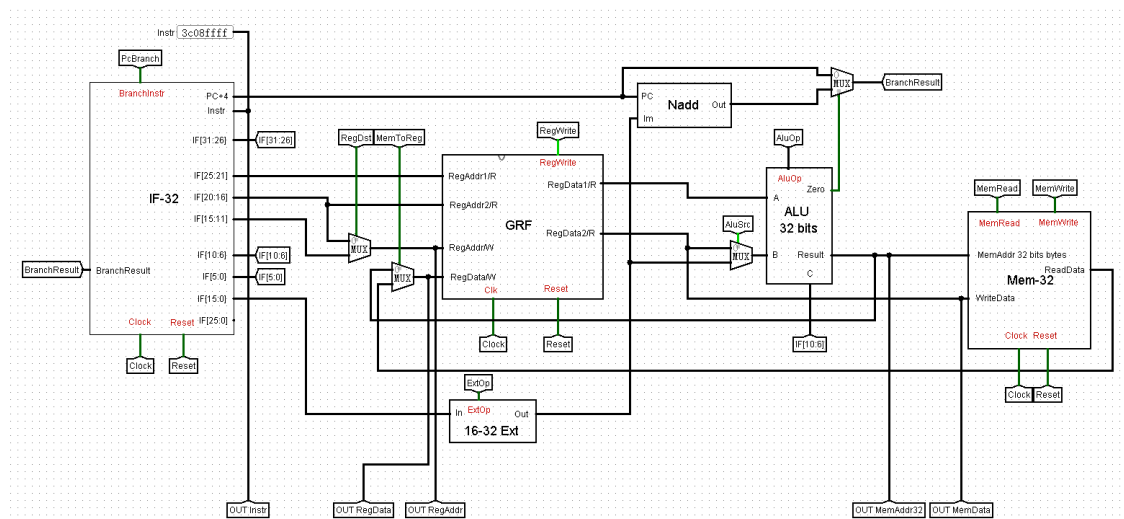 Instr 3c08ffff
PcBranch
BranchInstr
PC+4
Instr
IF[31:26]
IF[31:26]
IF[25:21]
IF-32
IF[20:16]
IF[15:11]
IF[10:6]
IF[10:6]
BranchResult
BranchResult
IF[5:0]
IF[5:0]
IF[15:0]
IF[25:0]
Clock
Reset
Clock
Reset
RegDst
MemToReg
MUX
MUX
RegWrite
RegWrite
RegAddr1/R
RegData1/R
RegAddr2/R
GRF
RegData2/R
RegAddr/W
RegData/W
Clk
Reset
Clock
Reset
ExtOp
In
ExtOp
Out
16-32 Ext
PC
Nadd
Out
Im
MUX
BranchResult
AluOp
AluOp
Zero
A
ALU
32 bits
AluSrc
MUX
B
Result
C
IF[10:6]
MemRead
MemWrite
MemRead
MemWrite
MemAddr 32 bits bytes
ReadData
Mem-32
WriteData
Clock
Reset
Clock
Reset
OUT Instr
OUT RegData
OUT RegAddr
OUT MemAddr32
OUT MemData